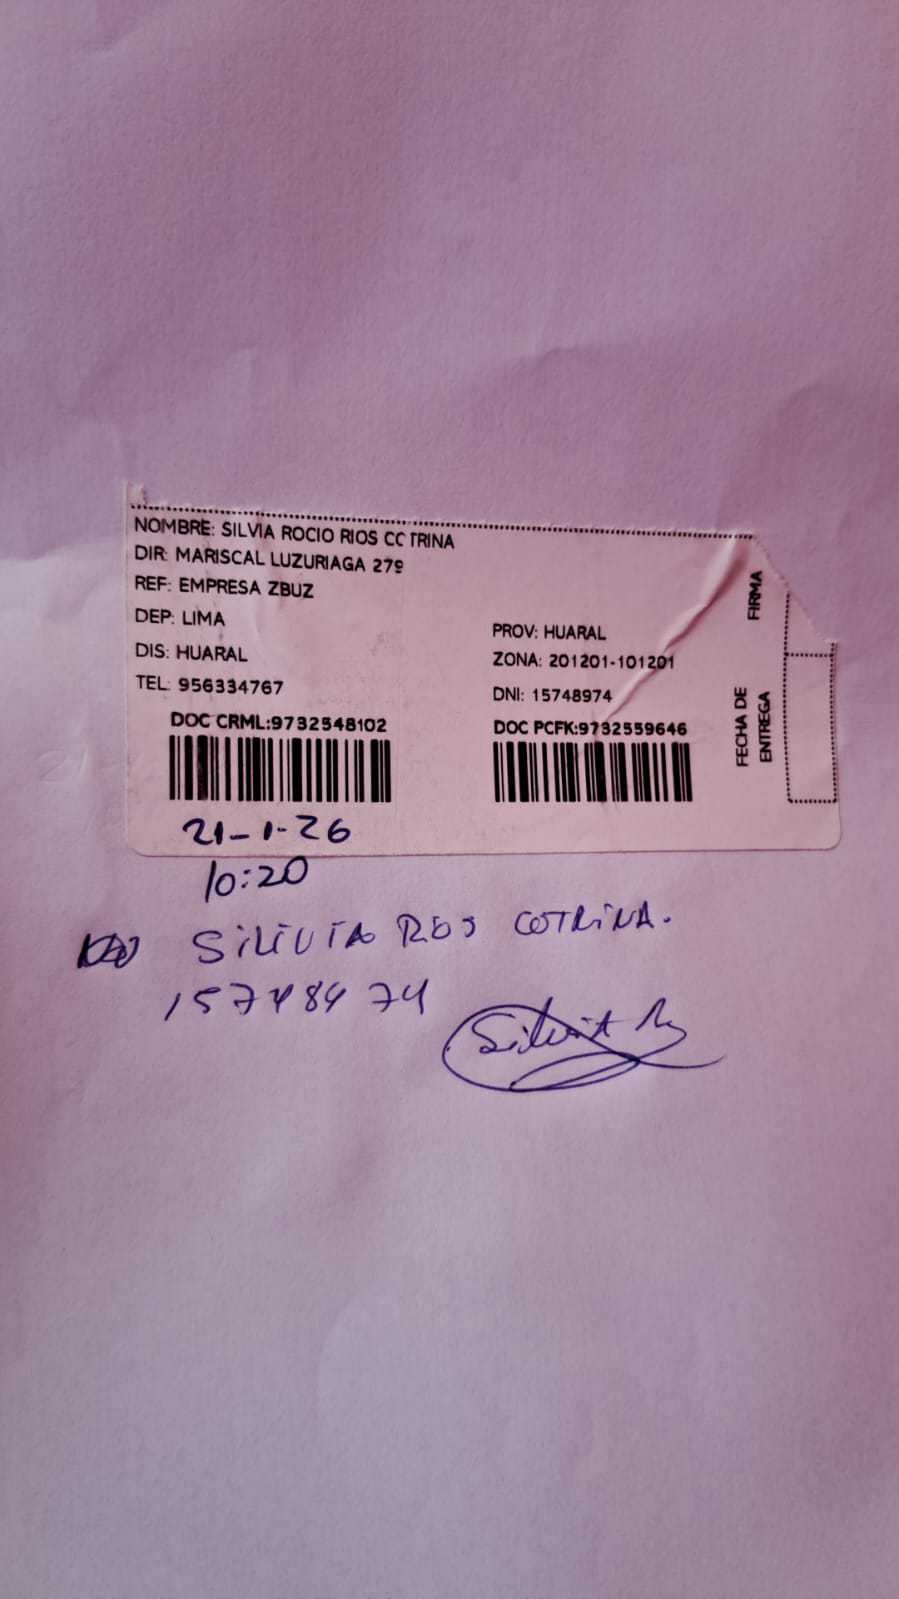 NOMBRE: SILVIA ROCIO RIOS COTRINA
DIR: MARISCAL LUZURIAGA 279
REF: EMPRESA ZBUZ
DEP: LIMA
PROV: HUARAL
DIS: HUARAL
ZONA: 201201-101201
TEL: 956334767
DNI: 15748974
DOC CRML:9732548102
DOC PCFK:9732559646
FIRMA
FECHA DE
ENTREGA
21-1-26
10:20
SILIVIA RIOS COTRINA.
15748974
Silvia